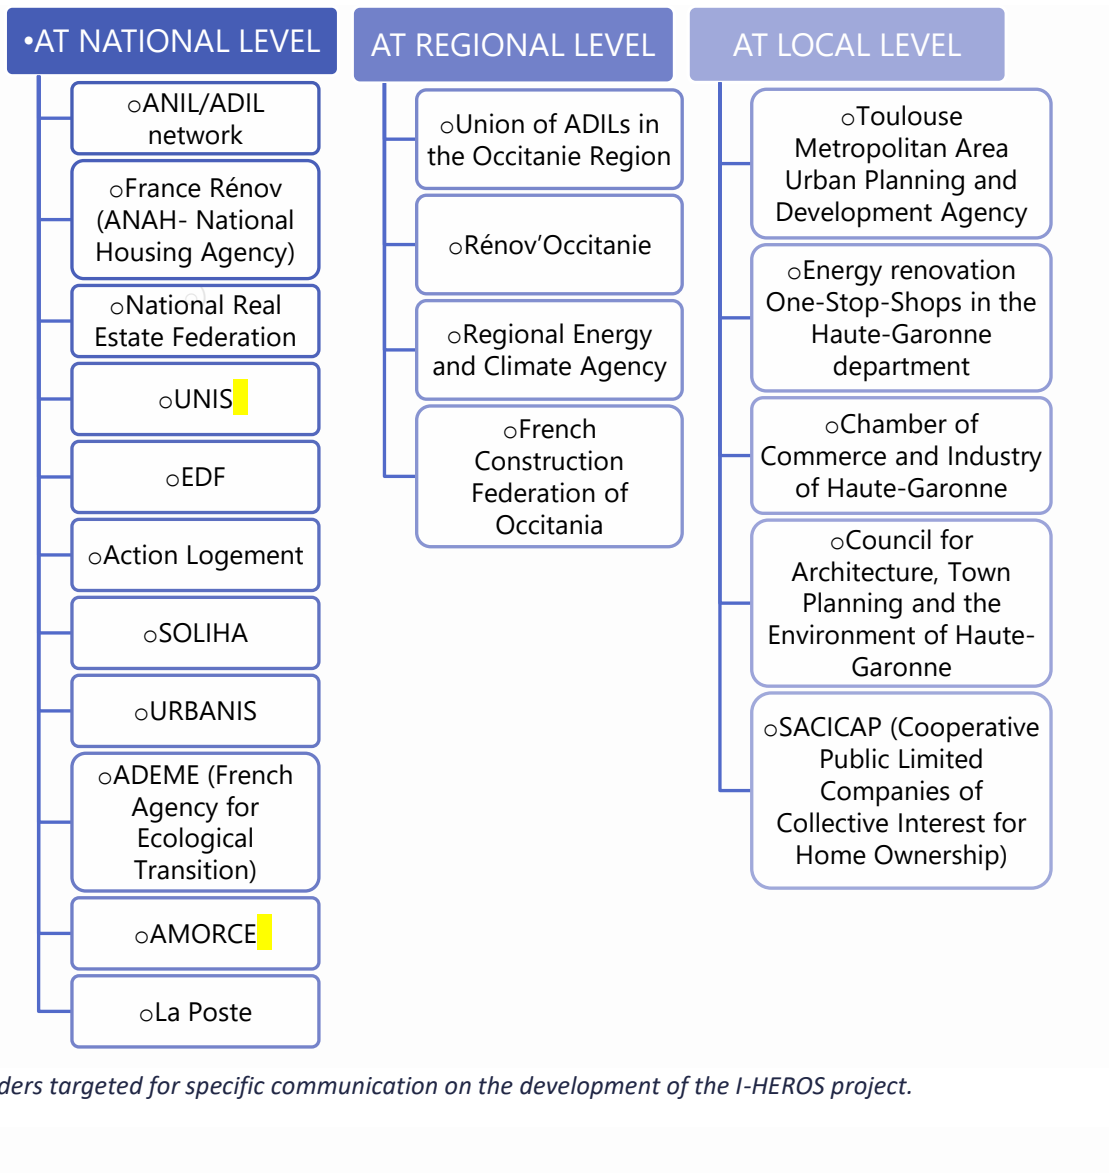 •AT NATIONAL LEVEL
oANIL/ADIL
network
oFrance Rénov
(ANAH- National
Housing Agency)
oNational Real
Estate Federation
oUNIS
oEDF
oAction Logement
oSOLIHA
oURBANIS
oADEME (French
Agency for
Ecological
Transition)
oAMORCE
oLa Poste
AT REGIONAL LEVEL
oUnion of ADILs in
the Occitanie Region
oRénov’Occitanie
oRegional Energy
and Climate Agency
oFrench
Construction
Federation of
Occitania
AT LOCAL LEVEL
oToulouse
Metropolitan Area
Urban Planning and
Development Agency
oEnergy renovation
One-Stop-Shops in the
Haute-Garonne
department
oChamber of
Commerce and Industry
of Haute-Garonne
oCouncil for
Architecture, Town
Planning and the
Environment of Haute-
Garonne
oSACICAP (Cooperative
Public Limited
Companies of
Collective Interest for
Home Ownership)
ders targeted for specific communication on the development of the I-HEROS project.